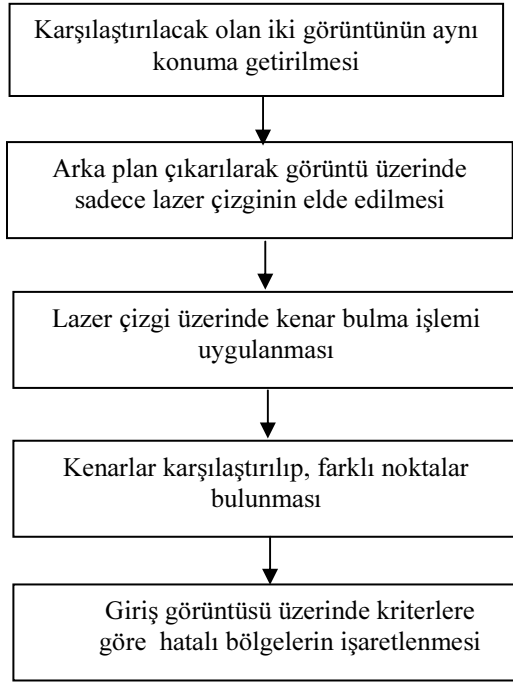 Karşılaştırılacak olan iki görüntünün aynı
konuma getirilmesi
Arka plan çıkarılarak görüntü üzerinde
sadece lazer çizginin elde edilmesi
Lazer çizgi üzerinde kenar bulma işlemi
uygulanması
Kenarlar karşılaştırılıp, farklı noktalar
bulunması
Giriş görüntüsü üzerinde kriterlere
göre hatalı bölgelerin işaretlenmesi